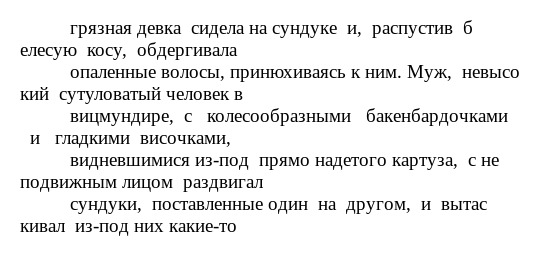 грязная девка сидела на сундуке и, распустив б
елесую косу, обдергивала
опаленные волосы, принюхиваясь к ним. Муж, невысо
кий сутуловатый человек в
вицмундире, с колесообразными бакенбардочками
и гладкими височками,
видневшимися из-под прямо надетого картуза, с не
подвижным лицом раздвигал
сундуки, поставленные один на другом, и вытас
кивал из-под них какие-то